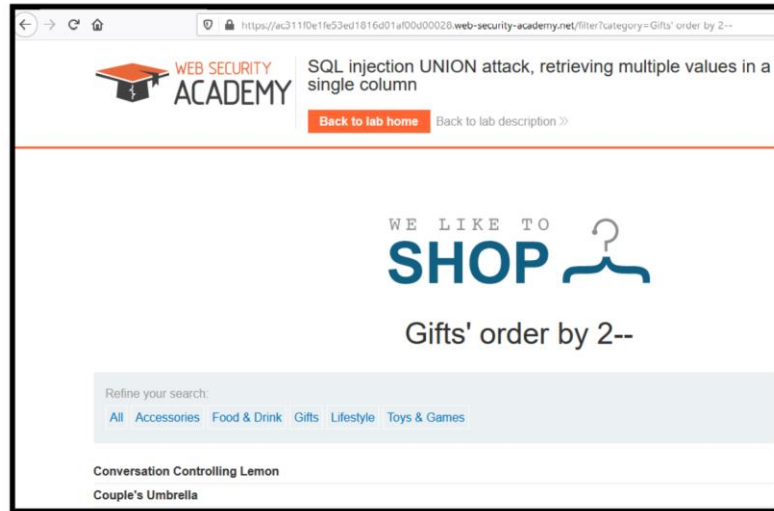 https://ac311f0e1fe53ed1816d01af00d00028.web-security-academy.net/filter?category=Gifts' order by 2--
WEB SECURITY
ACADEMY
SQL injection UNION attack, retrieving multiple values in a
single column
Back to lab home
Back to lab description
WE LIKE TO
SHOP
Gifts' order by 2--
Refine your search:
All Accessories Food & Drink Gifts Lifestyle Toys & Games
Conversation Controlling Lemon
Couple's Umbrella